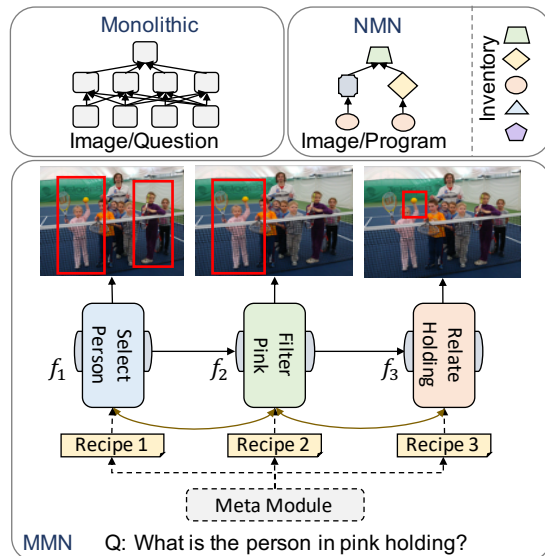 Monolithic
Image/Question
NMN
Image/Program
Inventory
f1
Select
Person
f2
Filter
Pink
f3
Relate
Holding
Recipe 1
Recipe 2
Recipe 3
Meta Module
MMN
Q: What is the person in pink holding?